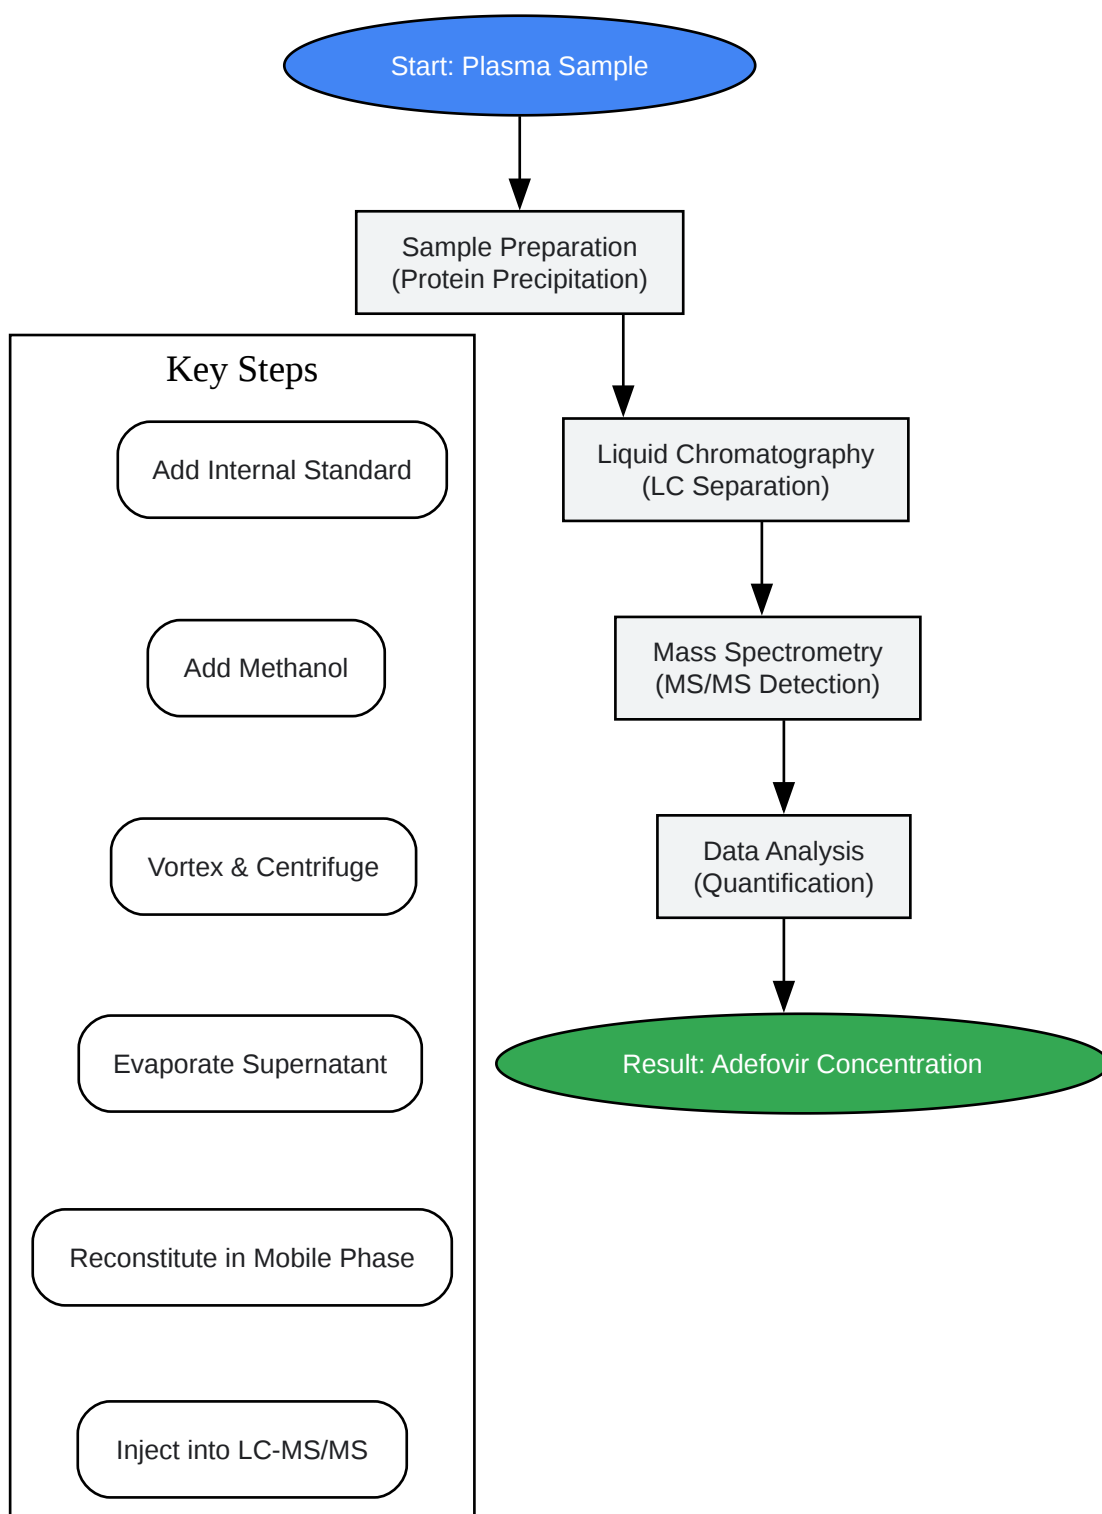 Start: Plasma Sample
Sample Preparation
(Protein Precipitation)
Key Steps
Add Internal Standard
Add Methanol
Vortex & Centrifuge
Evaporate Supernatant
Reconstitute in Mobile Phase
Inject into LC-MS/MS
Liquid Chromatography
(LC Separation)
Mass Spectrometry
(MS/MS Detection)
Data Analysis
(Quantification)
Result: Adefovir Concentration